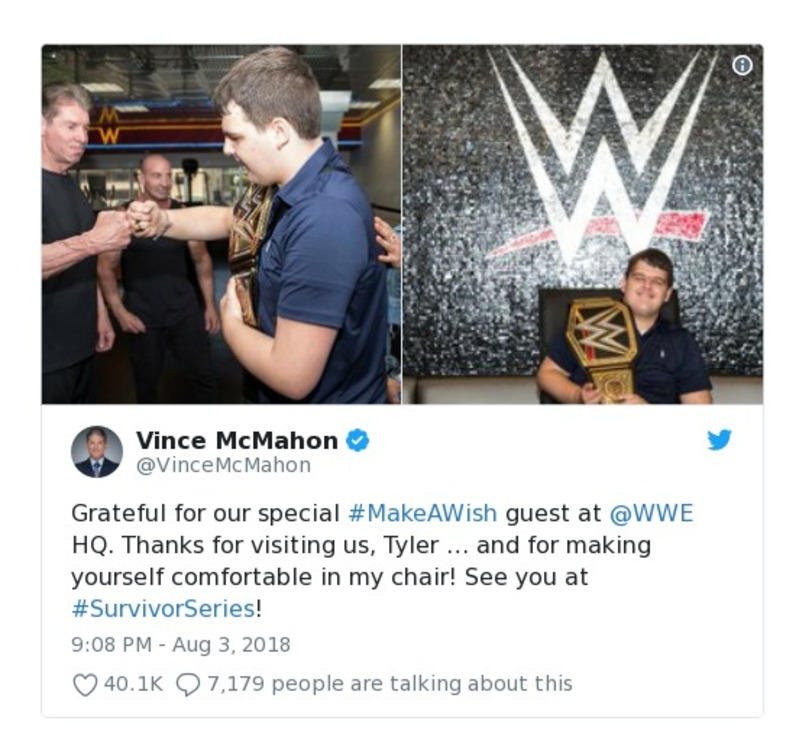 Vince McMahon
@VinceMcMahon
Grateful for our special #MakeAWish guest at @WWE
HQ. Thanks for visiting us, Tyler ... and for making
yourself comfortable in my chair! See you at
#SurvivorSeries!
9:08 PM - Aug 3, 2018
40.1K 7,179 people are talking about this